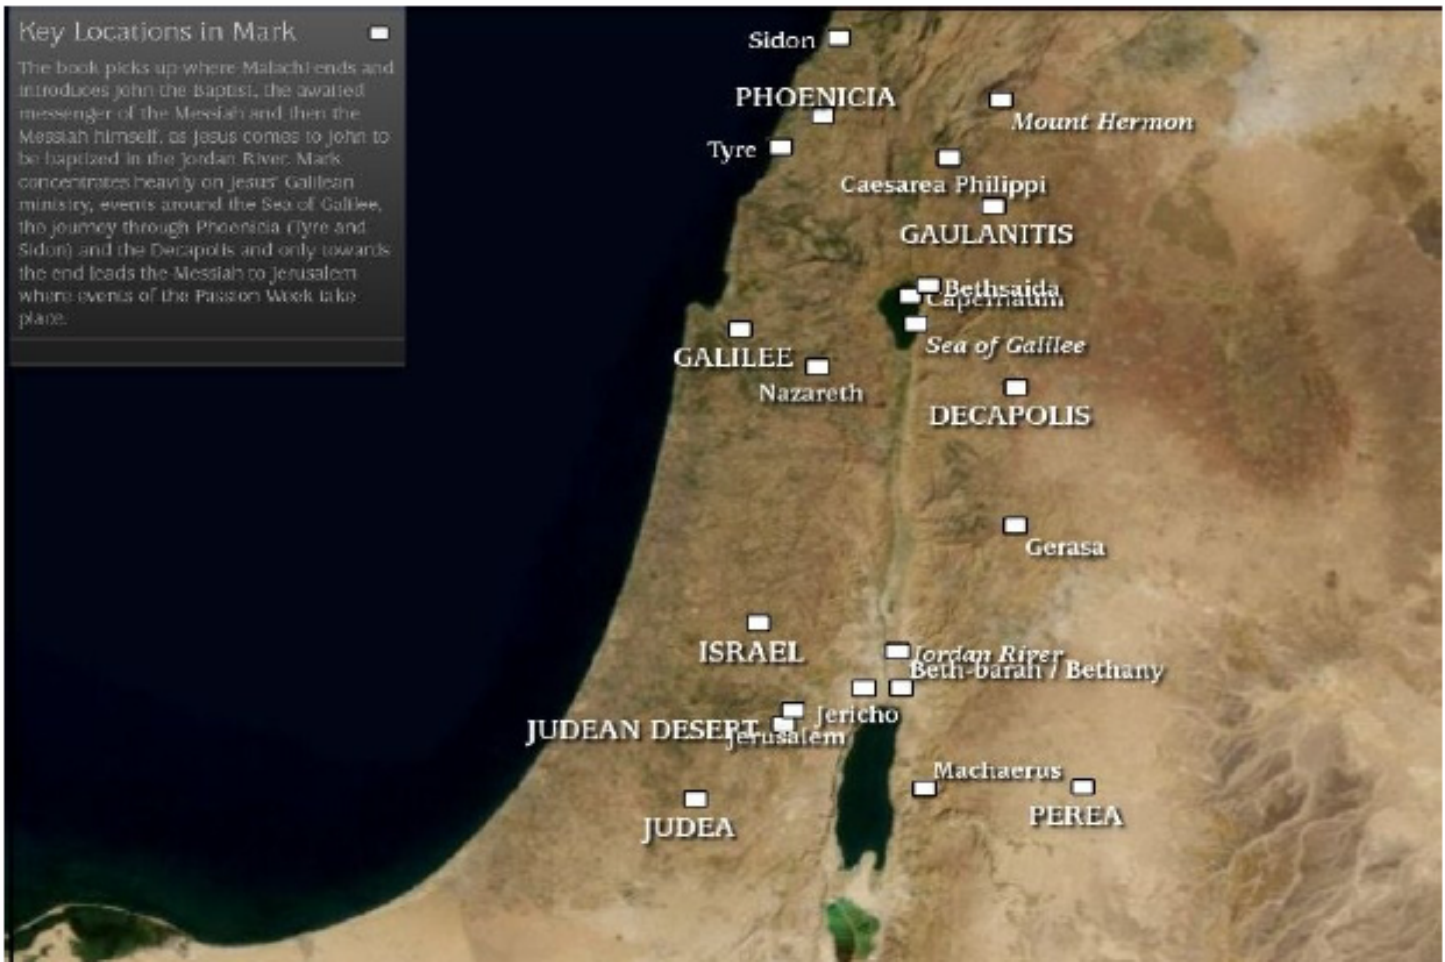 Key Locations in Mark
The book picks up where Malachi ends and
introduces John the Baptist, the awaited
messenger of the Messiah and then the
Messiah himself, as Jesus comes to John to
be baptized in the Jordan River. Mark
concentrates heavily on Jesus' Galilean
ministry, events around the Sea of Galilee,
the journey through Phoenicia (Tyre and
Sidon) and the Decapolis and only towards
the end leads the Messiah to Jerusalem
where events of the Passion Week take
place.
Sidon
PHOENICIA
Mount Hermon
Tyre
Caesarea Philippi
GAULANITIS
Bethsaida
Capernaum
Sea of Galilee
GALILEE
Nazareth
DECAPOLIS
Gerasa
ISRAEL
Jordan River
Beth-barah / Bethany
Jericho
JUDEAN DESERT
Jerusalem
Machaerus
PEREA
JUDEA